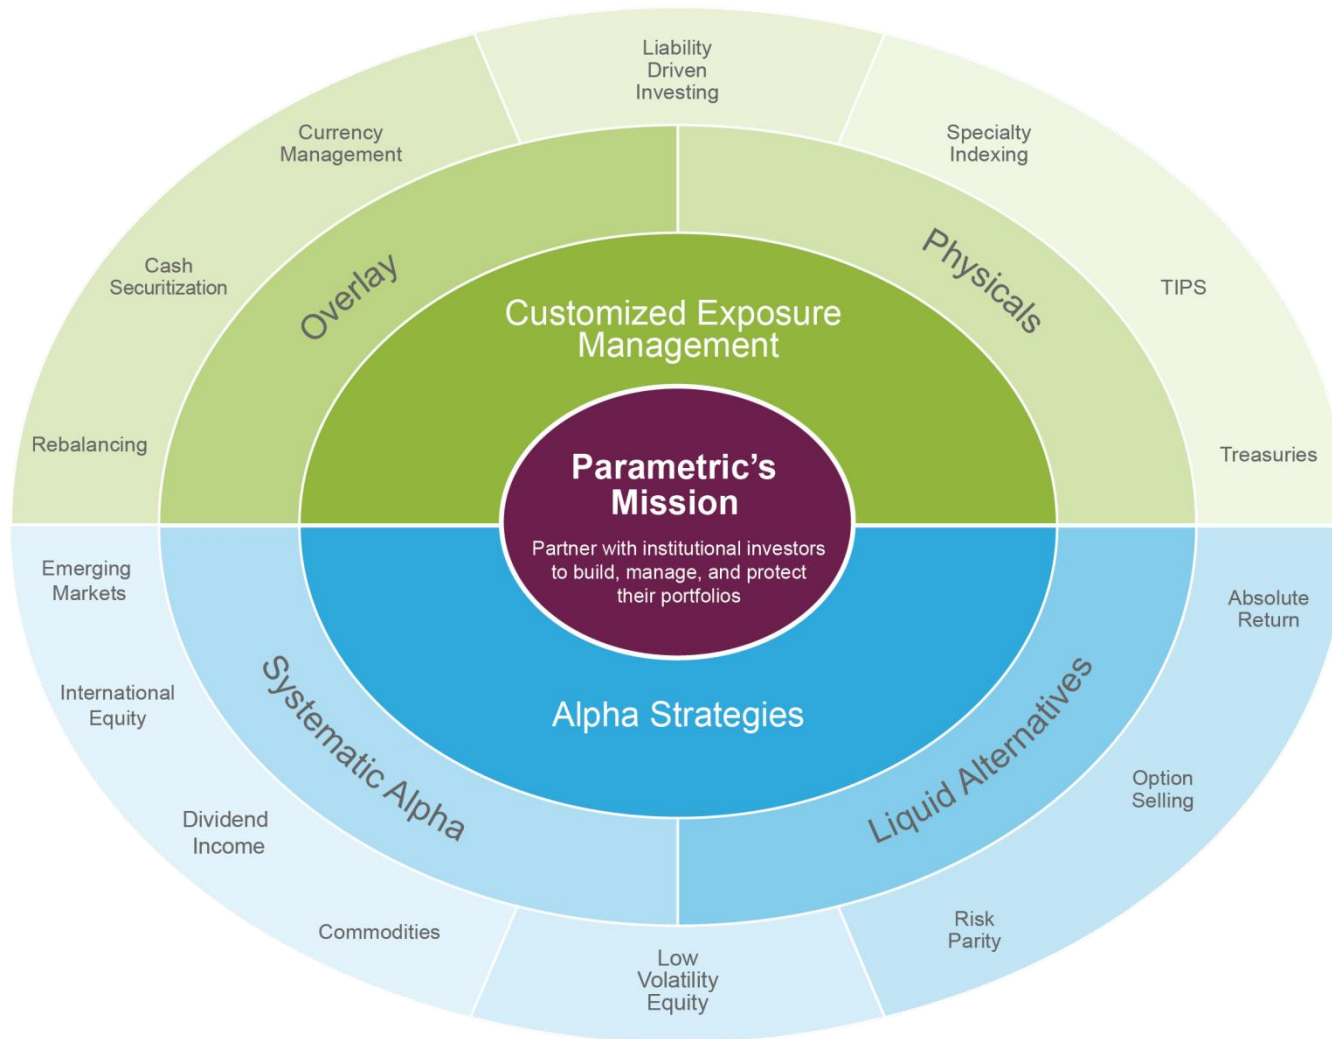 Liability
Driven
Investing
Currency
Management
Specialty
Indexing
Cash
Securitization
TIPS
Rebalancing
Treasuries
Overlay
Physicals
Customized Exposure
Management
Parametric's
Mission
Partner with institutional investors
to build, manage, and protect
their portfolios
Alpha Strategies
Systematic Alpha
Liquid Alternatives
Emerging
Markets
Absolute
Return
International
Equity
Option
Selling
Dividend
Income
Commodities
Risk
Parity
Low
Volatility
Equity